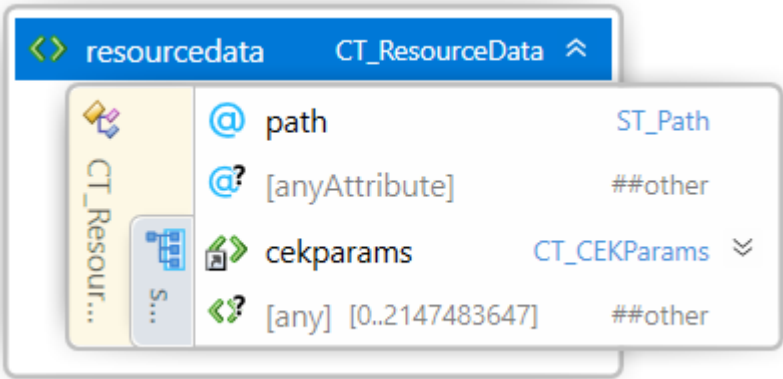 resourcedata CT_ResourceData
CT_Resour...
s...
@ path ST_Path
@? [anyAttribute] ##other
cekparams CT_CEKParams
? [any] [0..2147483647] ##other